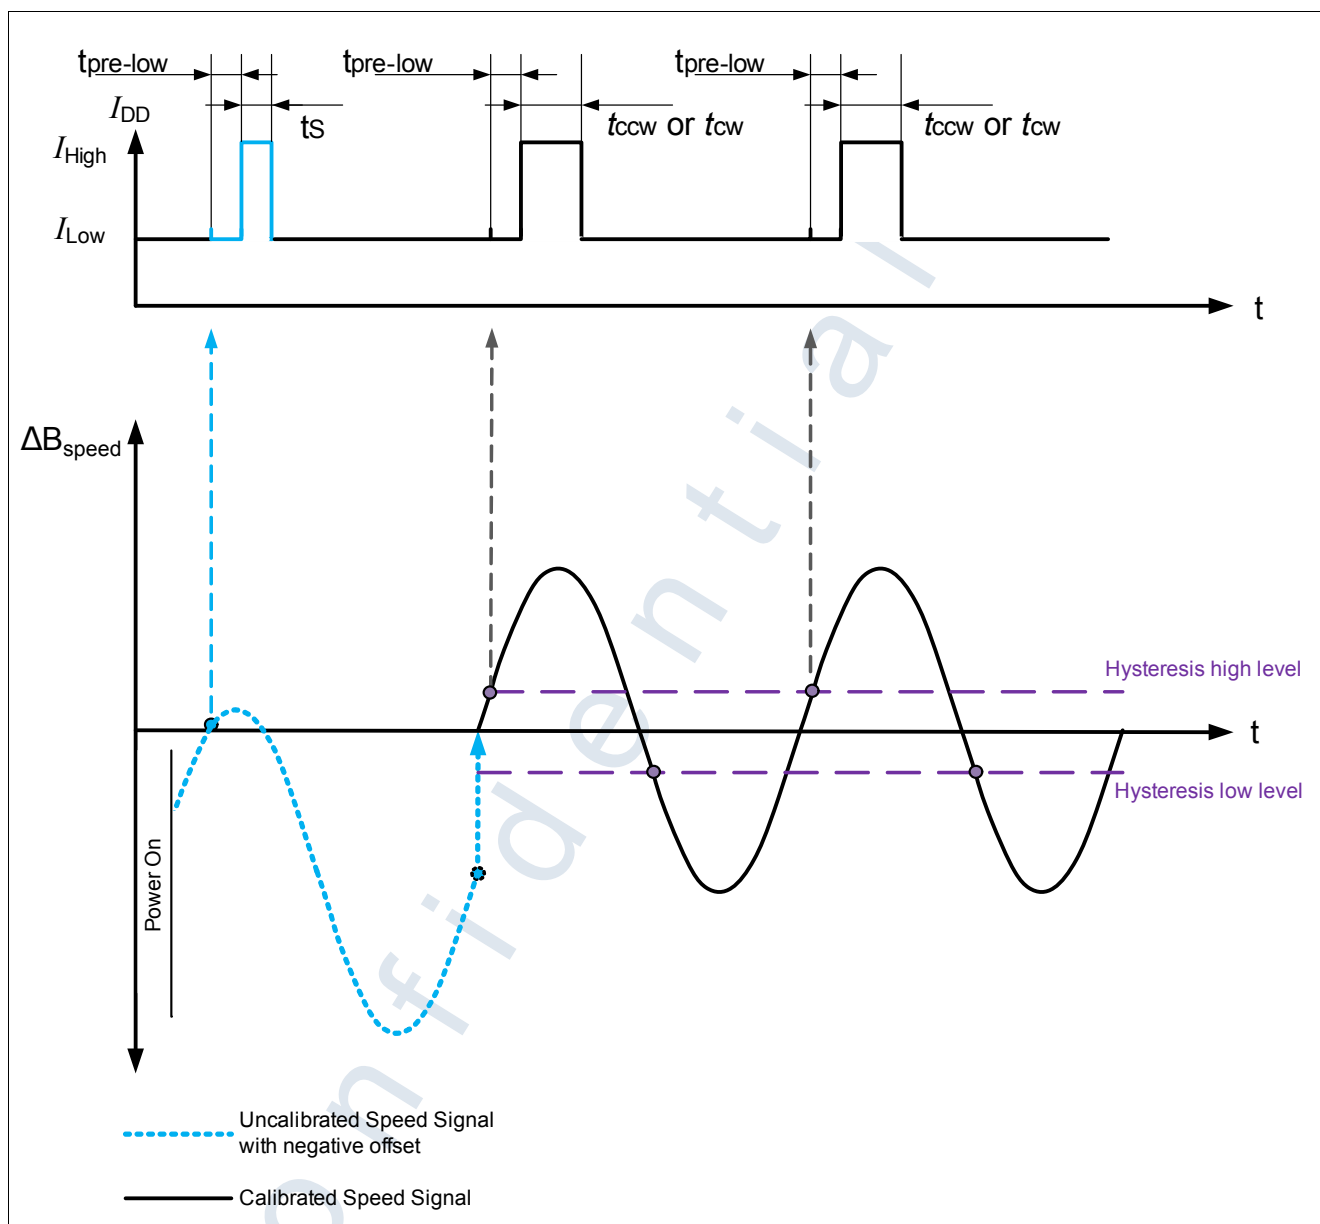 tpre-low
tpre-low
tpre-low
IDD
tS
tCCW or tCW
tCCW or tCW
IHigh
ILow
t
ΔBspeed
Hysteresis high level
t
Hysteresis low level
Power On
Uncalibrated Speed Signal
with negative offset
Calibrated Speed Signal
onfidential